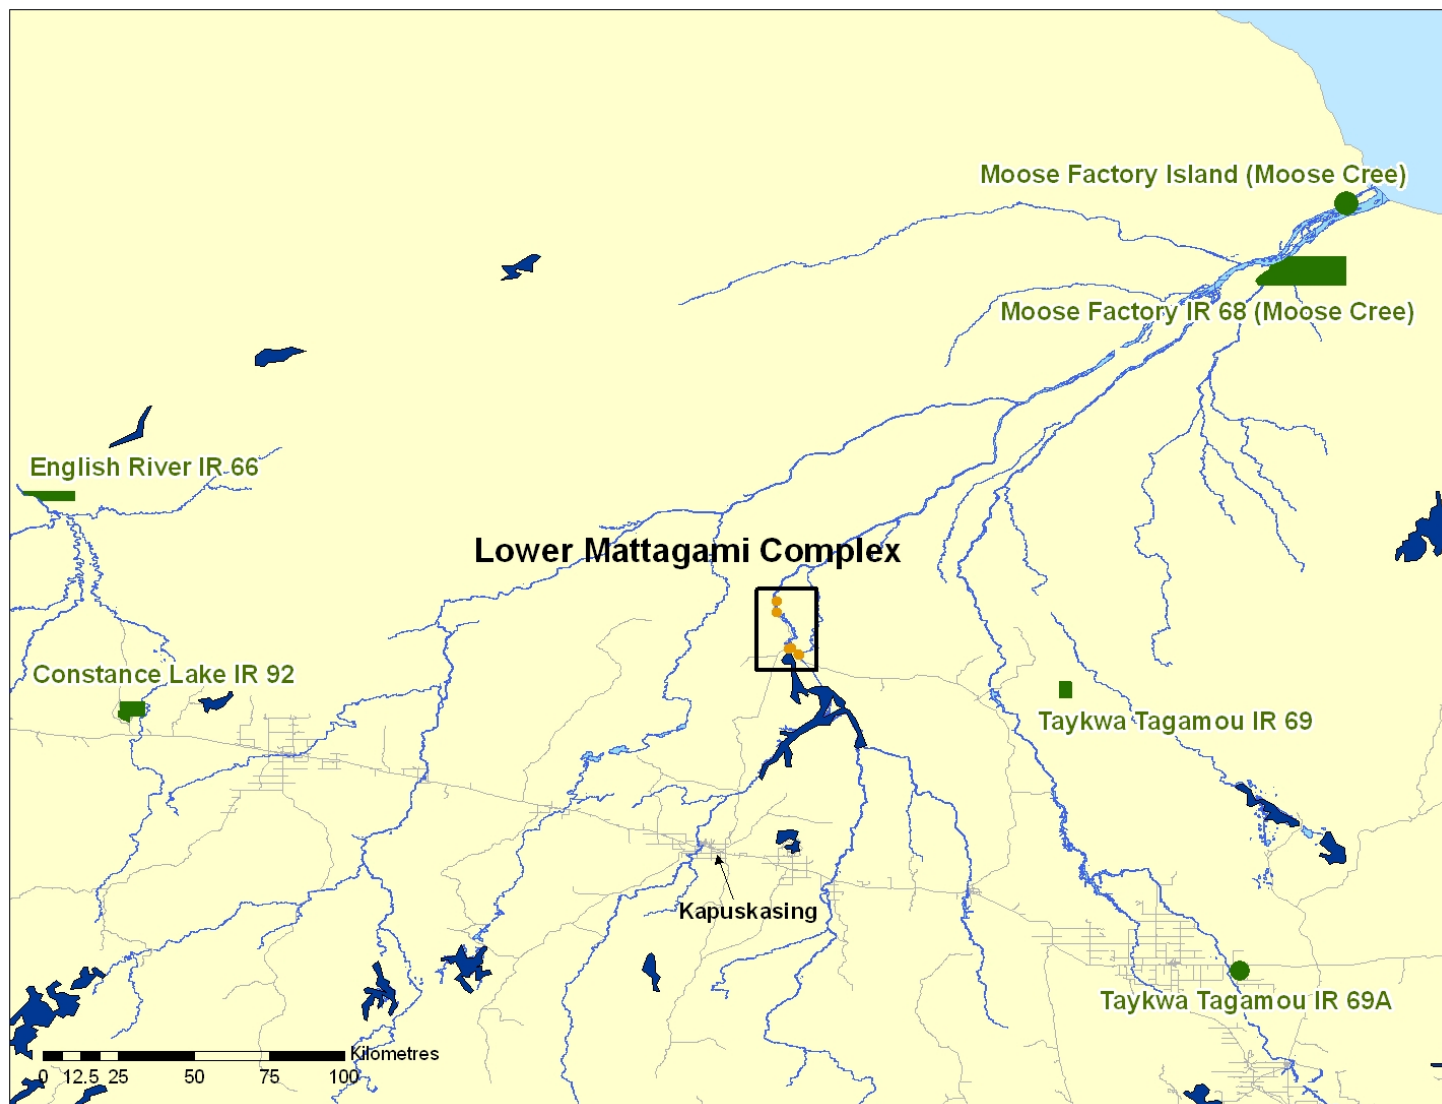 Moose Factory Island (Moose Cree)
Moose Factory IR 68 (Moose Cree)
English River IR 66
Lower Mattagami Complex
Constance Lake IR 92
Taykwa Tagamou IR 69
Kapuskasing
Taykwa Tagamou IR 69A
Kilometres
0 12.5 25 50 75 100